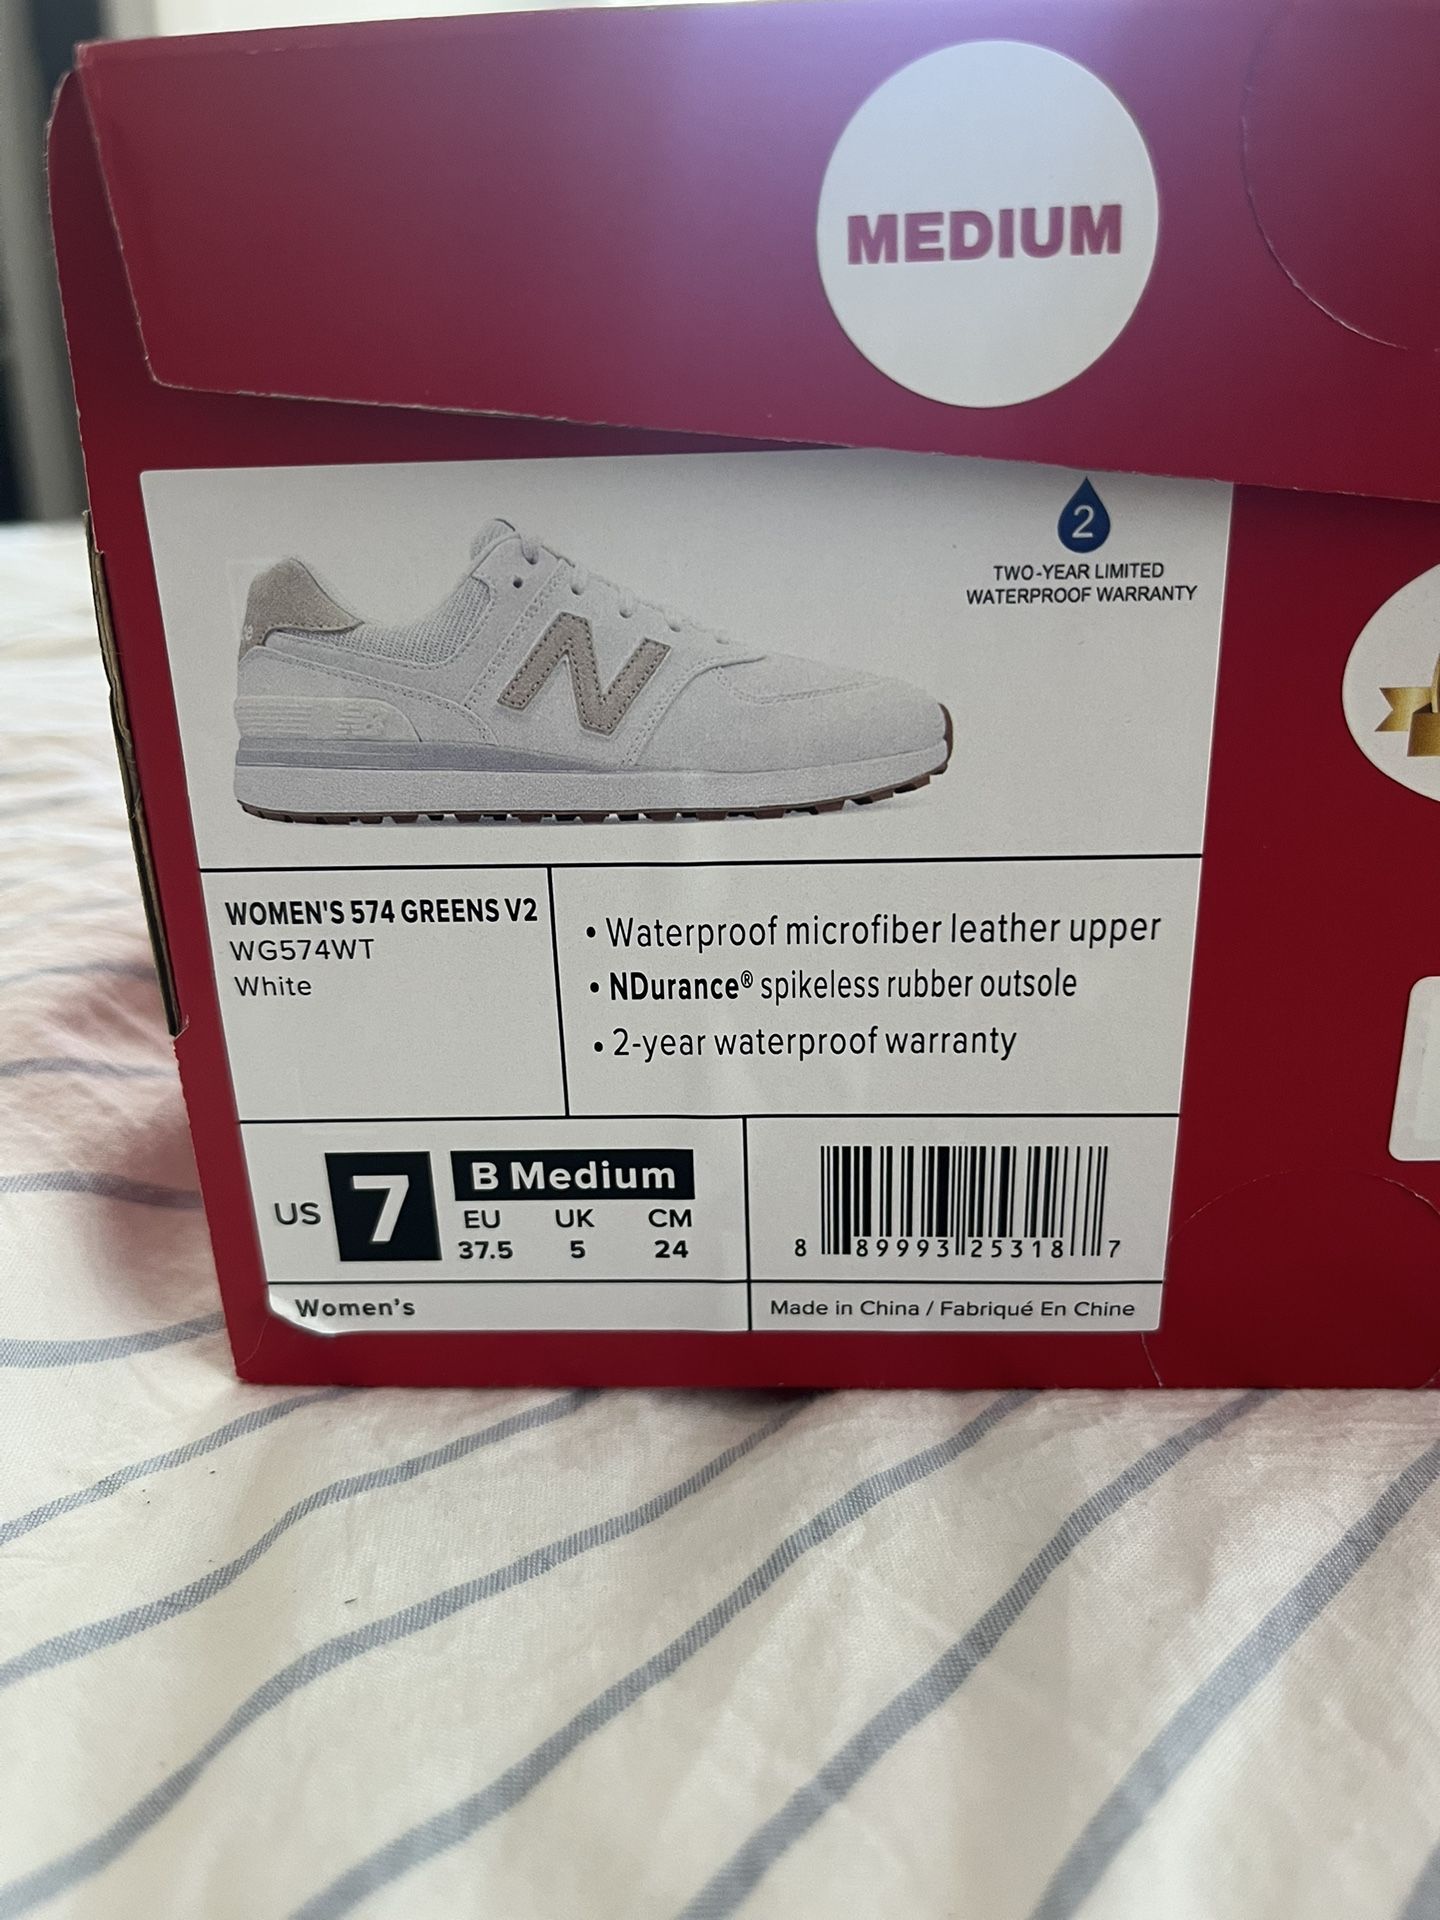 MEDIUM
2
TWO-YEAR LIMITED
WATERPROOF WARRANTY
N
WOMEN'S 574 GREENS V2
WG574WT
White
• Waterproof microfiber leather upper
• NDurance® spikeless rubber outsole
• 2-year waterproof warranty
US 7
B Medium
EU UK CM
37.5 5 24
8 89993 25318 7
Women's
Made in China / Fabriqué En Chine